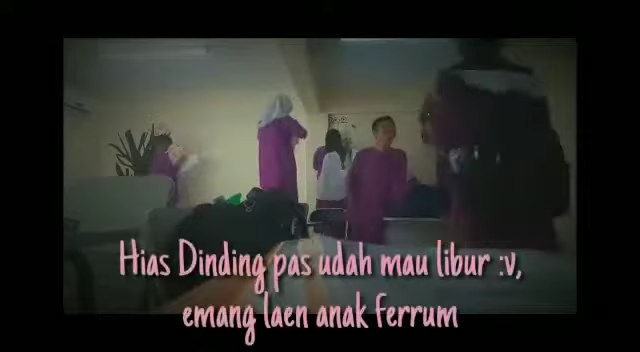 Hias Dinding pas udah mau libur :v,
emang laen anak Ferrum